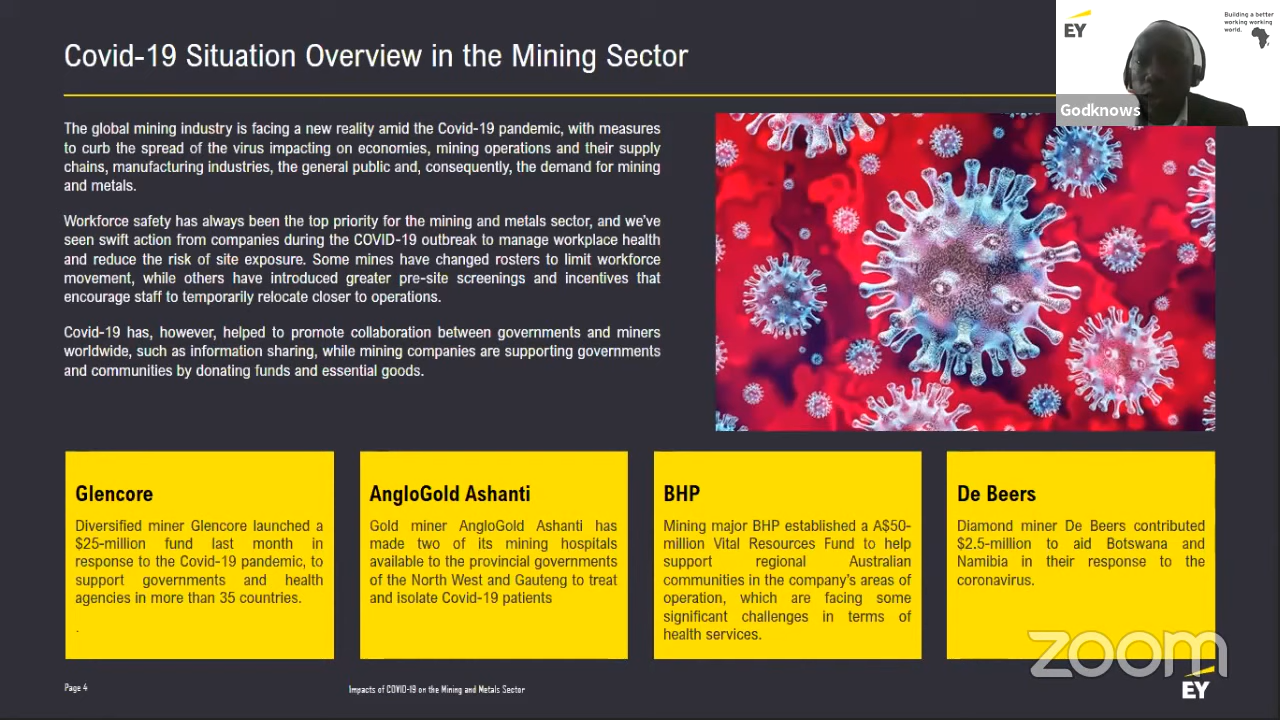 Covid-19 Situation Overview in the Mining Sector
EY
Building a better
working working
world.
Godknows
The global mining industry is facing a new reality amid the Covid-19 pandemic, with measures
to curb the spread of the virus impacting on economies, mining operations and their supply
chains, manufacturing industries, the general public and, consequently, the demand for mining
and metals.
Workforce safety has always been the top priority for the mining and metals sector, and we've
seen swift action from companies during the COVID-19 outbreak to manage workplace health
and reduce the risk of site exposure. Some mines have changed rosters to limit workforce
movement, while others have introduced greater pre-site screenings and incentives that
encourage staff to temporarily relocate closer to operations.
Covid-19 has, however, helped to promote collaboration between governments and miners
worldwide, such as information sharing, while mining companies are supporting governments
and communities by donating funds and essential goods.
Glencore
Diversified miner Glencore launched a
$25-million fund last month in
response to the Covid-19 pandemic, to
support governments and health
agencies in more than 35 countries.
.
AngloGold Ashanti
Gold miner AngloGold Ashanti has
made two of its mining hospitals
available to the provincial governments
of the North West and Gauteng to treat
and isolate Covid-19 patients
BHP
Mining major BHP established a A$50-
million Vital Resources Fund to help
support regional Australian
communities in the company's areas of
operation, which are facing some
significant challenges in terms of
health services.
De Beers
Diamond miner De Beers contributed
$2.5-million to aid Botswana and
Namibia in their response to the
coronavirus.
zoom
Page 4
Impacts of COVID-19 on the Mining and Metals Sector
EY